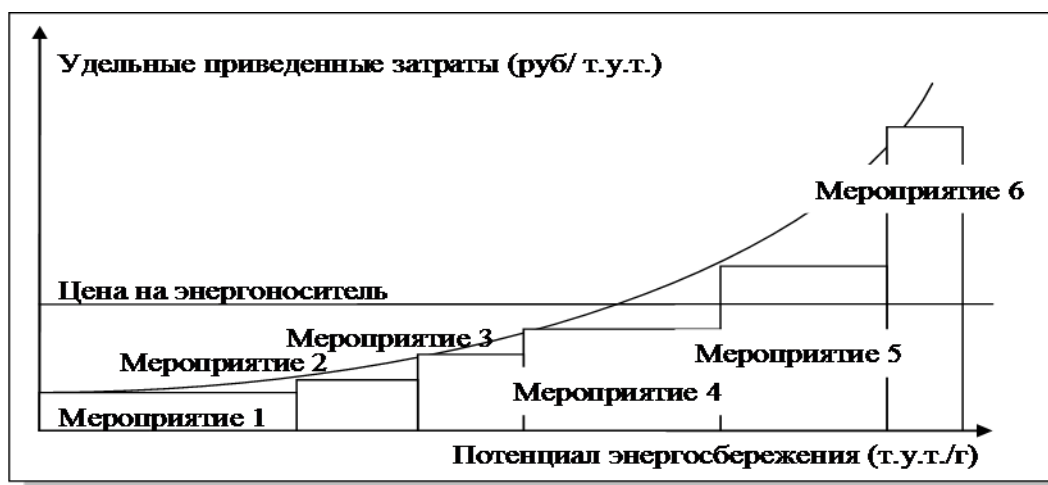 Удельные приведенные затраты (руб/ т.у.т.)
Мероприятие 6
Цена на энергоноситель
Мероприятие 3
Мероприятие 2
Мероприятие 5
Мероприятие 4
Мероприятие 1
Потенциал энергосбережения (т.у.т./г)